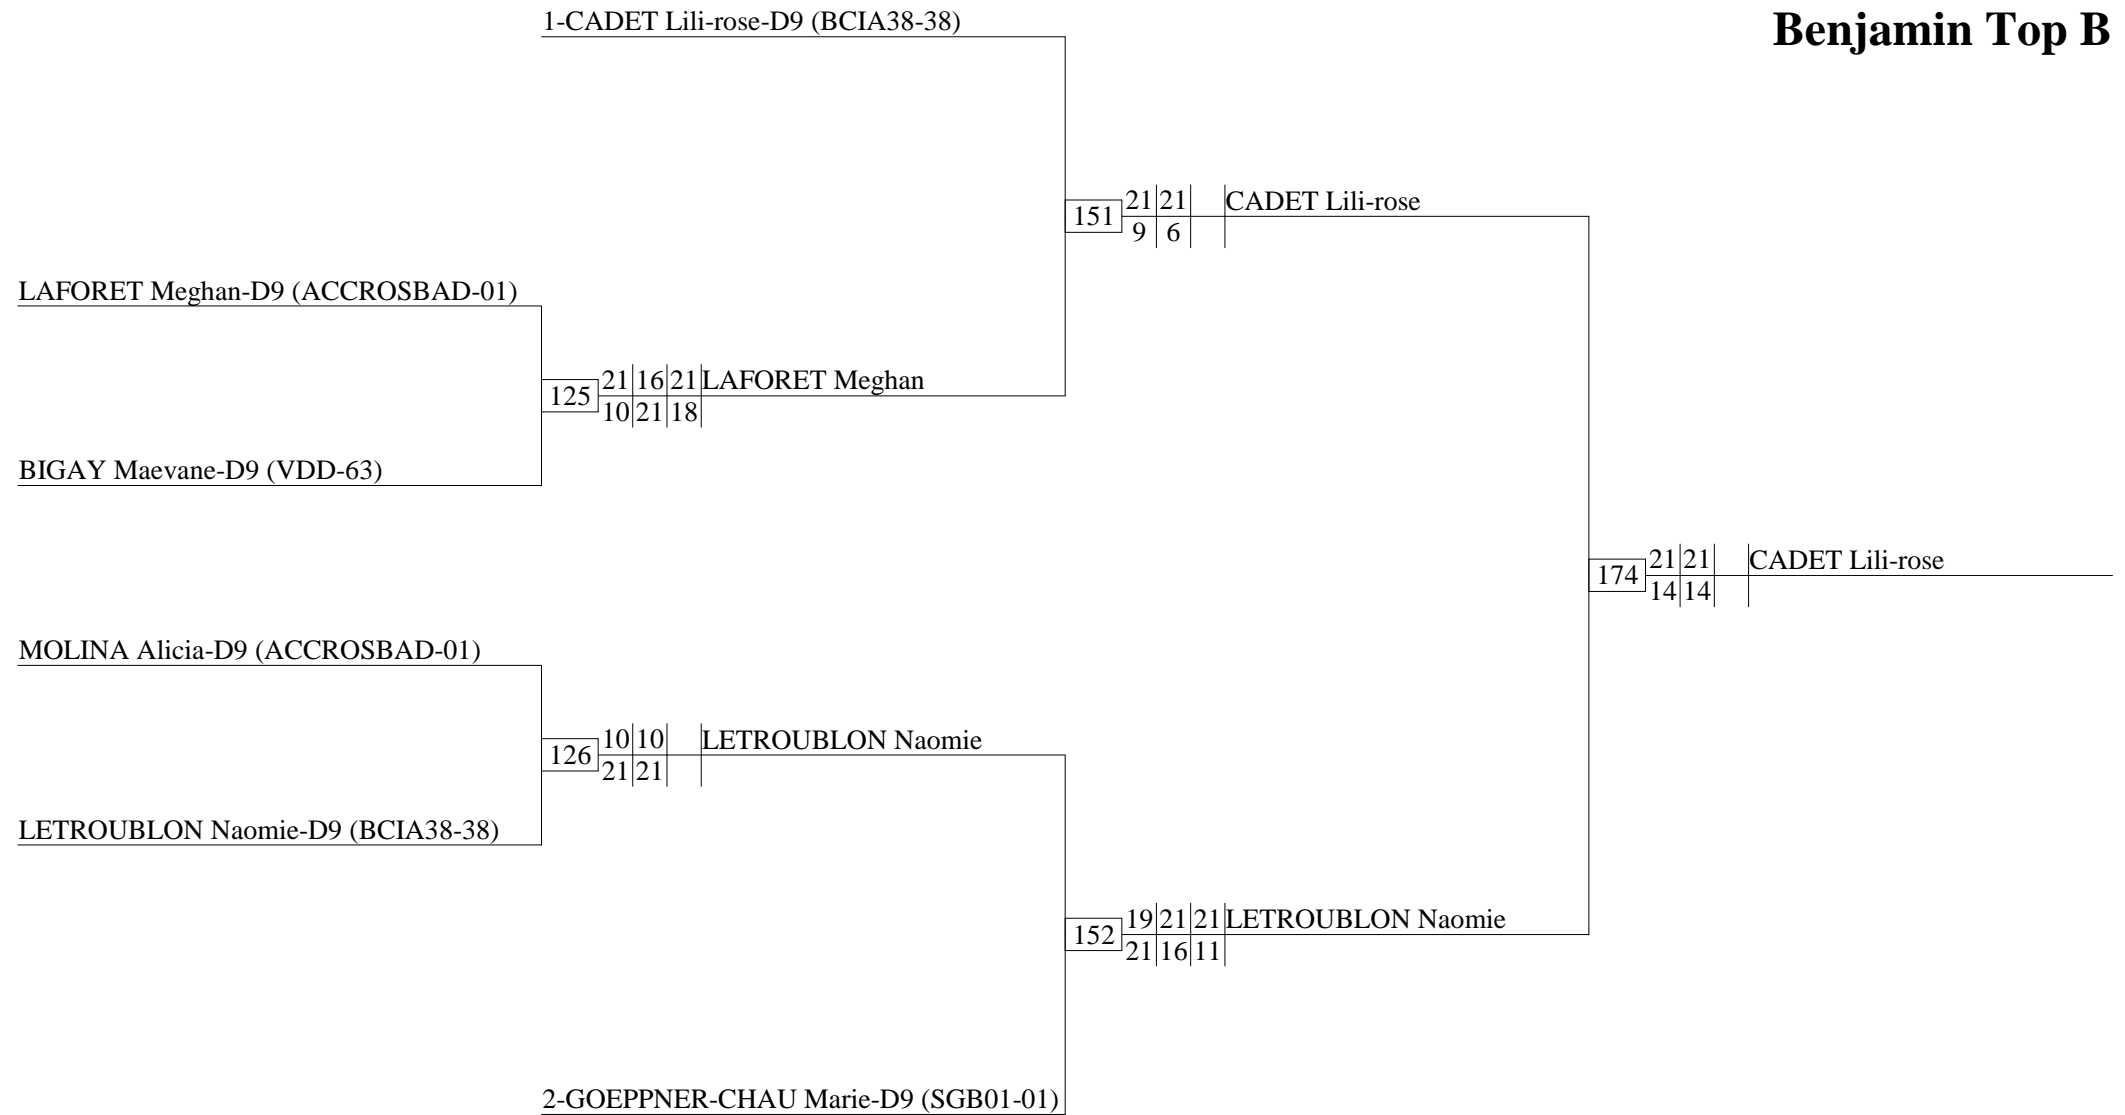 1-CADET Lili-rose-D9 (BCIA38-38)
Benjamin Top B
21 21 CADET Lili-rose
151
9 6
LAFORET Meghan-D9 (ACCROSBAD-01)
21 16 21 LAFORET Meghan
125
10 21 18
BIGAY Maevane-D9 (VDD-63)
21 21 CADET Lili-rose
174
14 14
MOLINA Alicia-D9 (ACCROSBAD-01)
10 10 LETROUBLON Naomie
126
21 21
LETROUBLON Naomie-D9 (BCIA38-38)
19 21 21 LETROUBLON Naomie
152
21 16 11
2-GOEPPNER-CHAU Marie-D9 (SGB01-01)